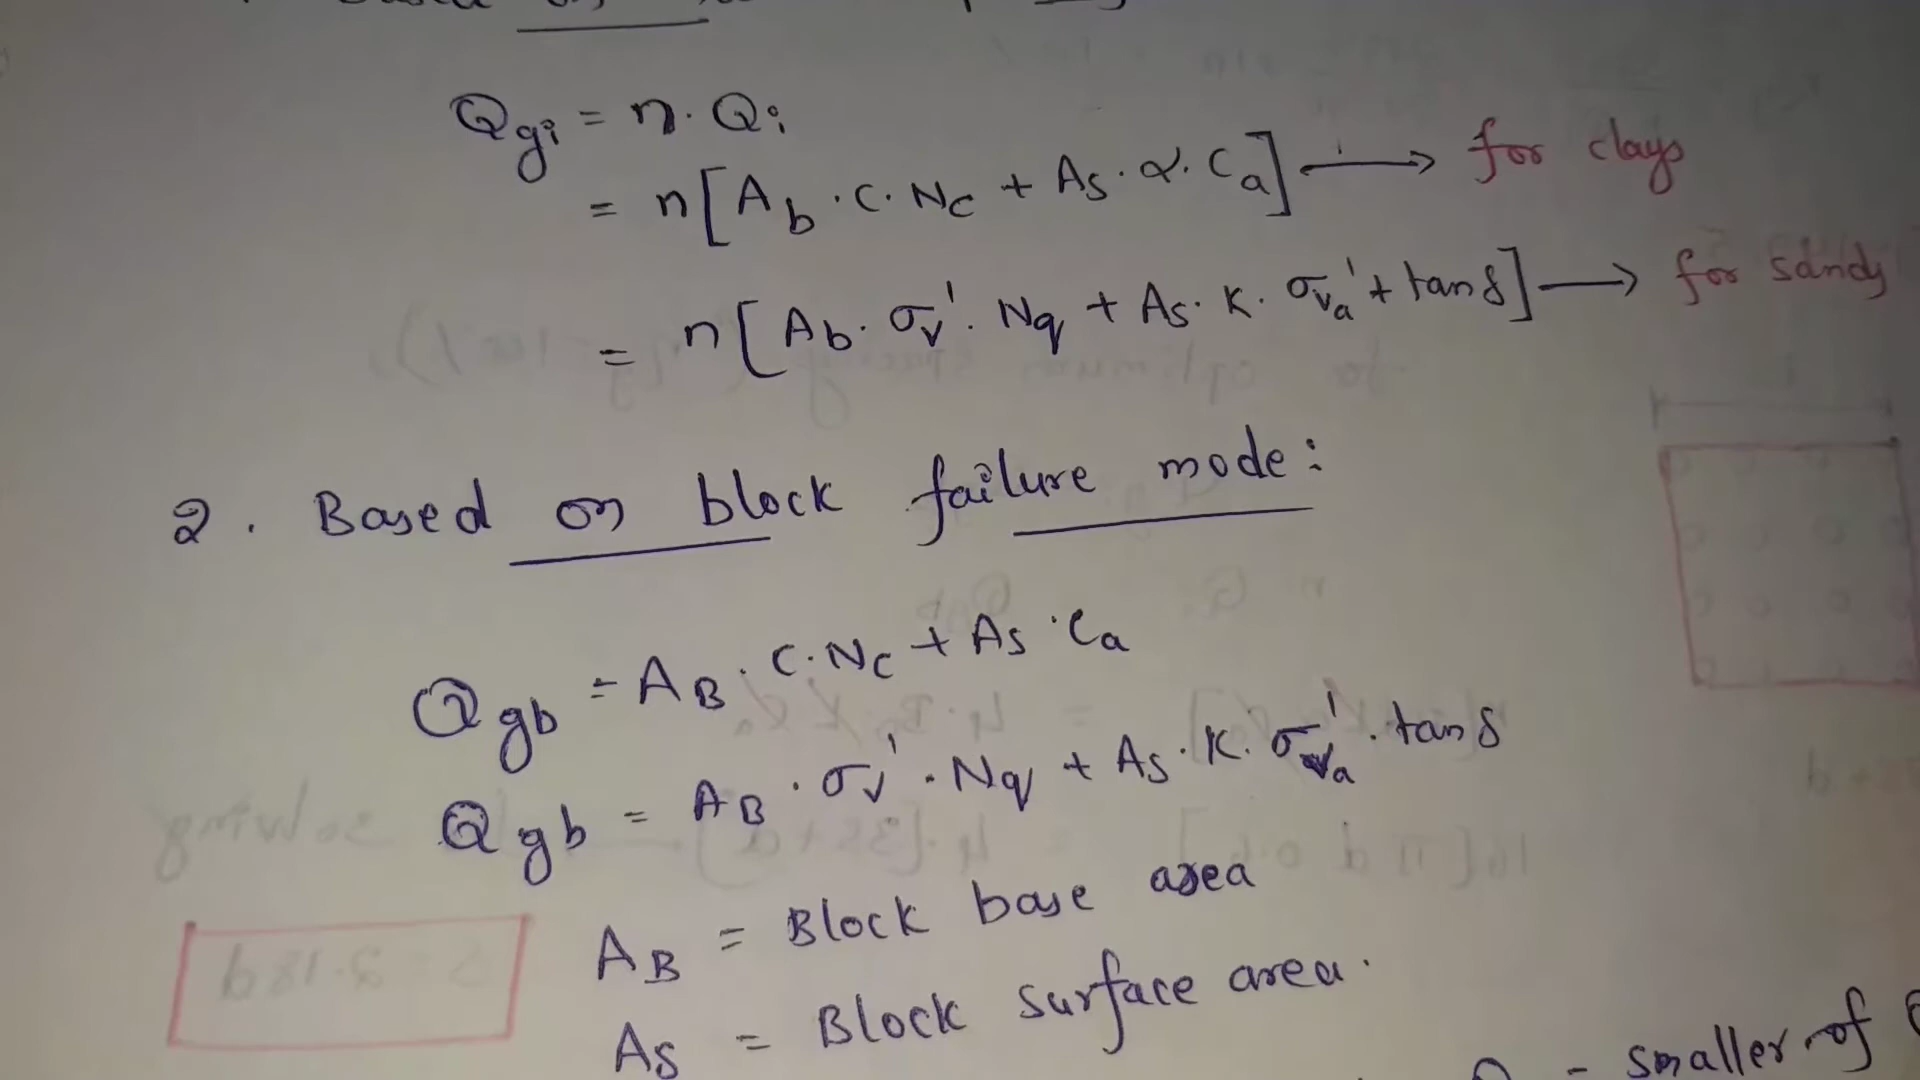 Qgi = n. Qi
= n[Ab . C. Nc + As. α. Ca] → for clays
= n[Ab. σv'. Nq + As. K. σva' + tanδ] → for sands
2. Based on block failure mode:
Qgb = AB. C.Nc + As . Ca
Qgb = AB . σv' . Nq + As. K. σva'. tanδ
AB = Block base area
As = Block surface area.
= smaller of